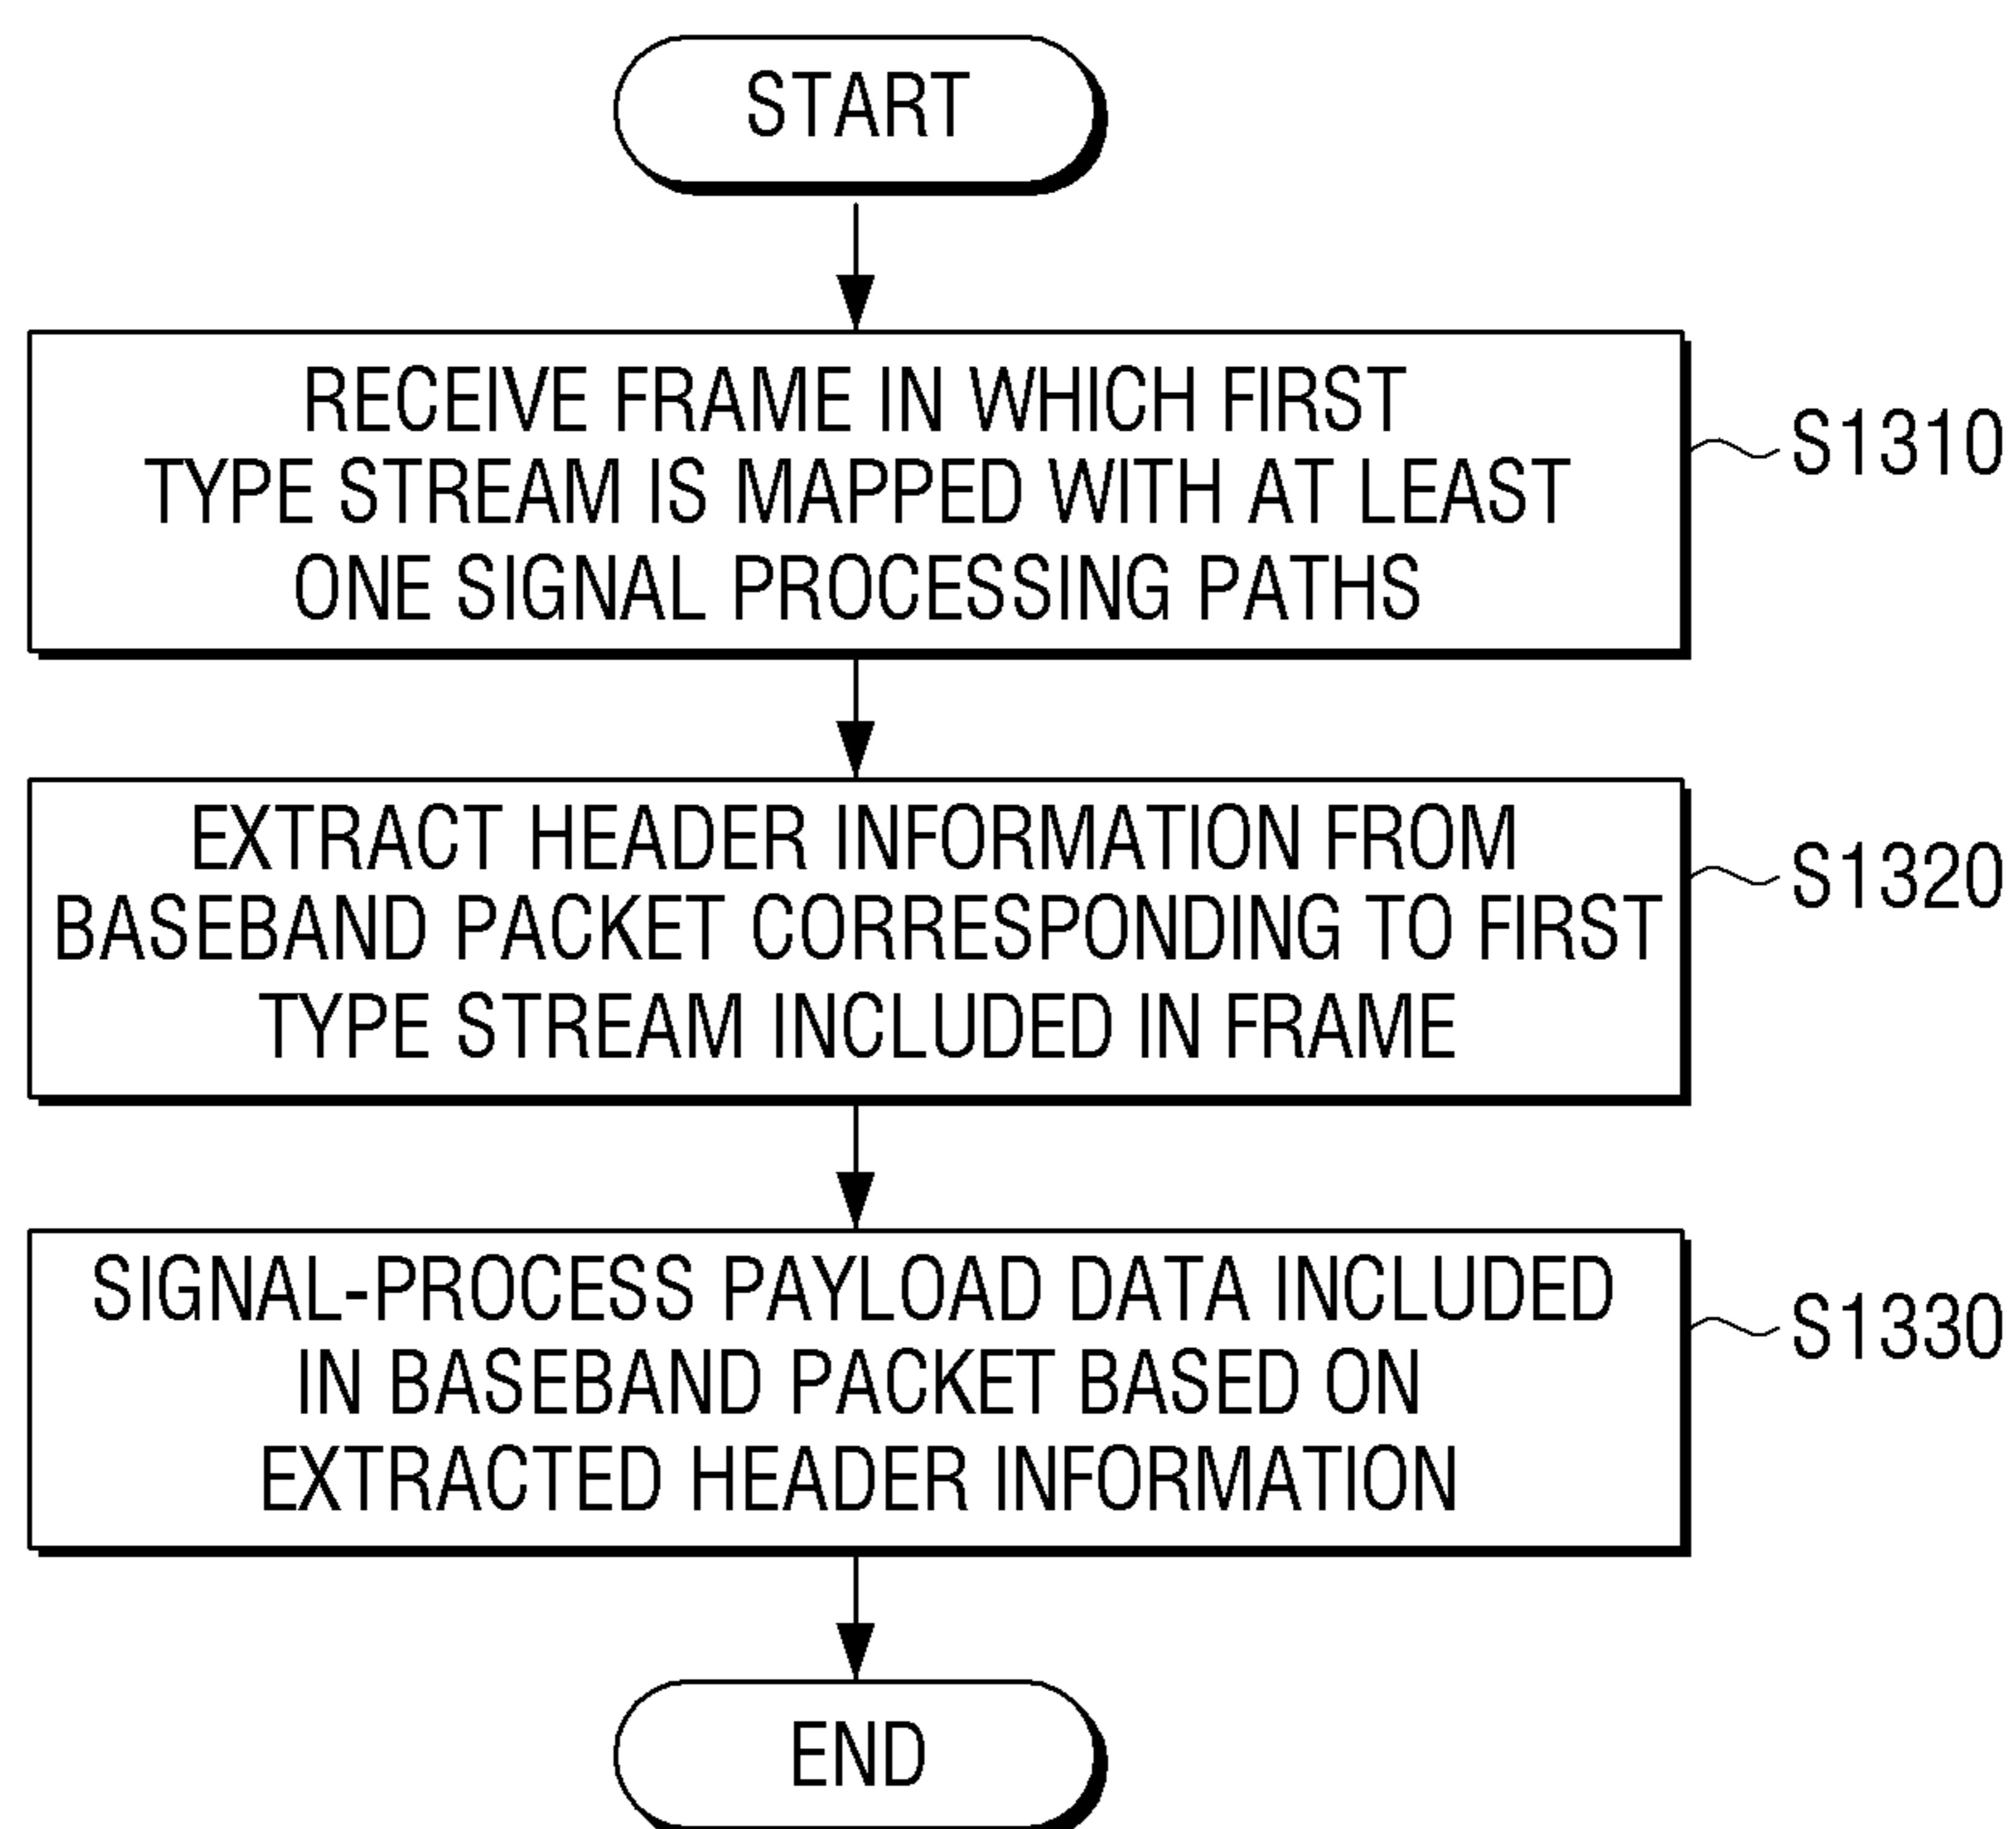 START
RECEIVE FRAME IN WHICH FIRST
TYPE STREAM IS MAPPED WITH AT LEAST
ONE SIGNAL PROCESSING PATHS
S1310
EXTRACT HEADER INFORMATION FROM
BASEBAND PACKET CORRESPONDING TO FIRST
TYPE STREAM INCLUDED IN FRAME
S1320
SIGNAL-PROCESS PAYLOAD DATA INCLUDED
IN BASEBAND PACKET BASED ON
EXTRACTED HEADER INFORMATION
S1330
END